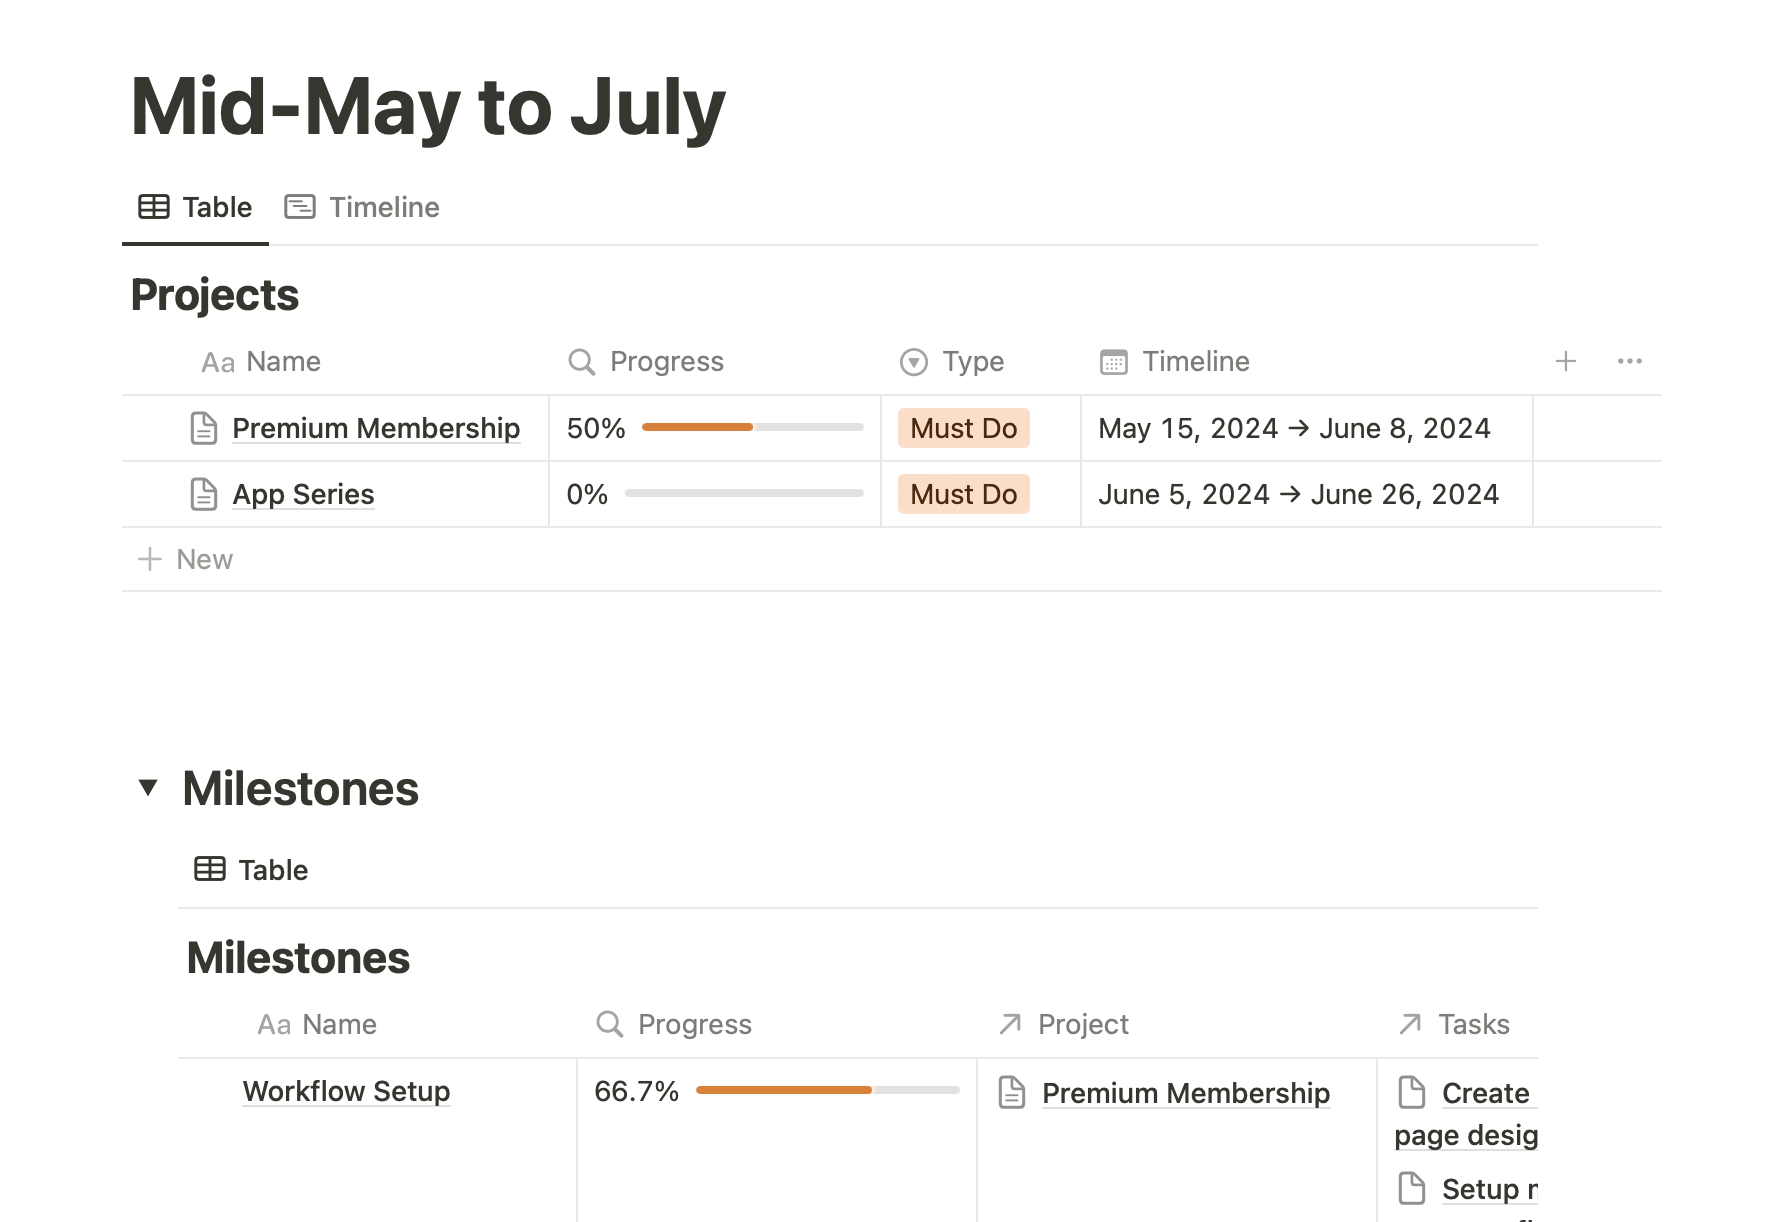 Mid-May to July
Table Timeline
Projects
Aa Name Progress Type Timeline
Premium Membership 50% Must Do May 15, 2024 → June 8, 2024
App Series 0% Must Do June 5, 2024 → June 26, 2024
+ New
Milestones
Table
Milestones
Aa Name Progress Project Tasks
Workflow Setup 66.7% Premium Membership Create
page desig
Setup